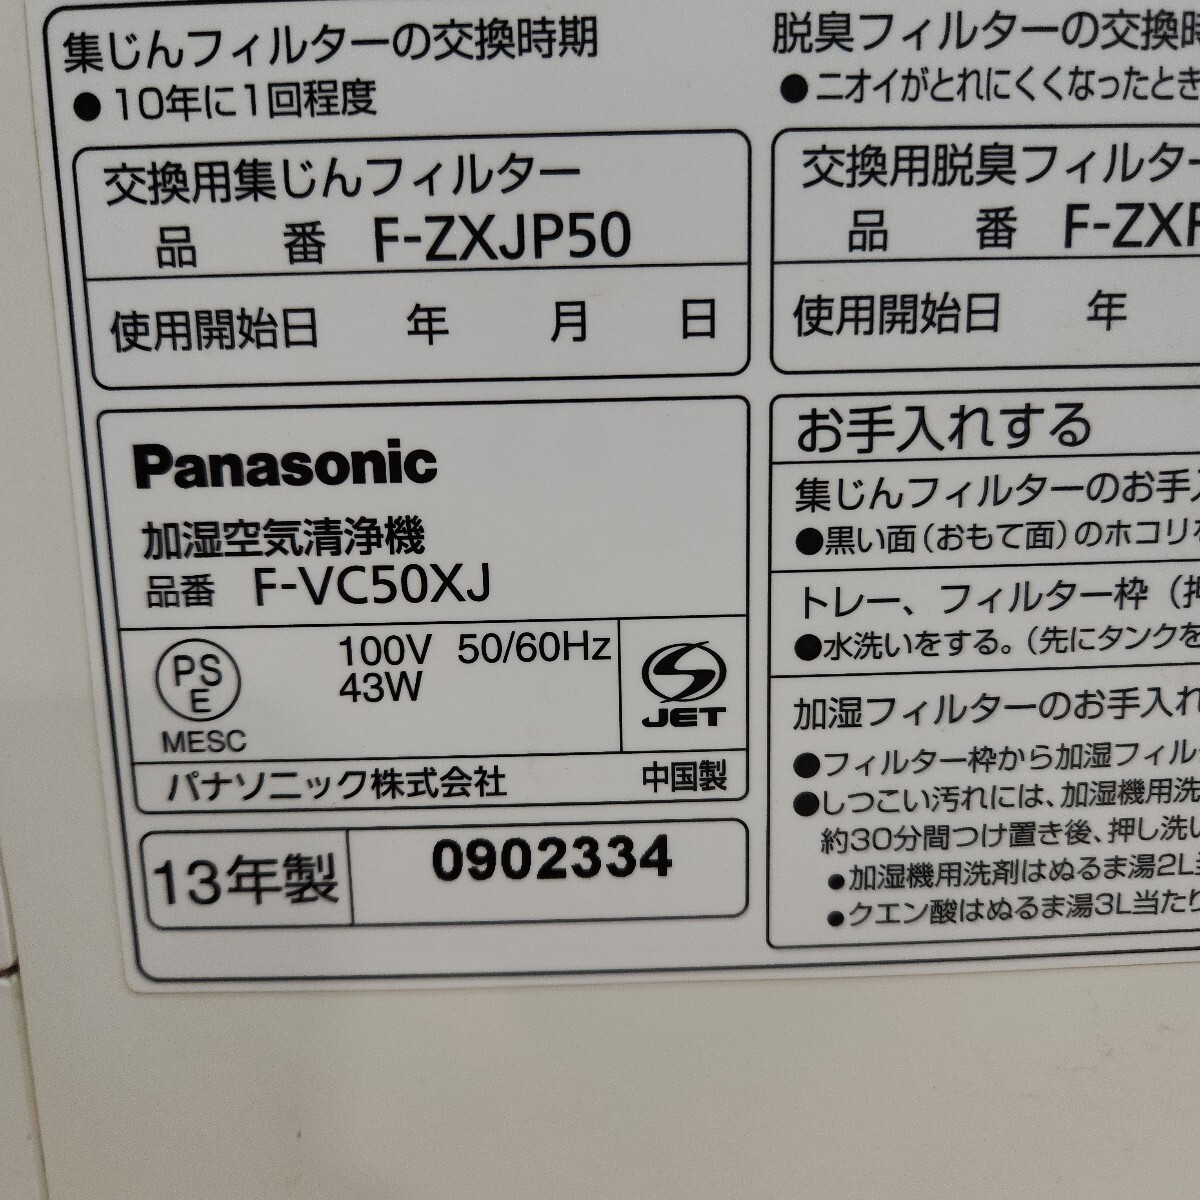 集じんフィルターの交換時期
●10年に1回程度
交換用集じんフィルター
品 番 F-ZXJP50
使用開始日 年 月 日
Panasonic
加湿空気清浄機
品番 F-VC50XJ
PS
E
MESC
100V 50/60Hz
43W
JET
パナソニック株式会社 中国製
13年製 0902334
脱臭フィルターの交換時
●ニオイがとれにくくなったとき
交換用脱臭フィルター
品 番 F-ZXF
使用開始日 年
お手入れする
集じんフィルターのお手入
●黒い面(おもて面)のホコリを
トレー、フィルター枠(押
●水洗いをする。(先にタンクを
加湿フィルターのお手入れ
●フィルター枠から加湿フィル
●しつこい汚れには、加湿機用洗
約30分間つけ置き後、押し洗い
●加湿機用洗剤はぬるま湯2L
●クエン酸はぬるま湯3L当たり